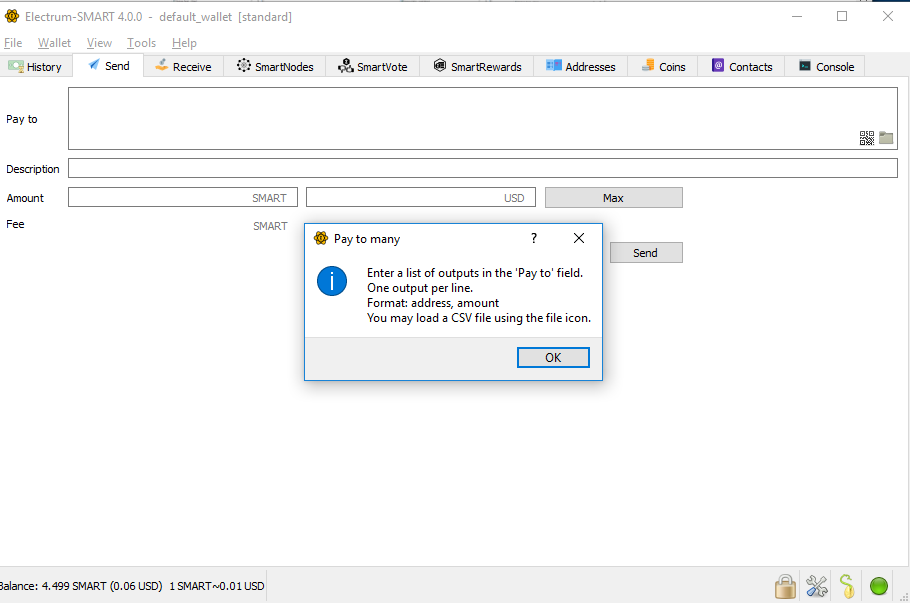 Electrum-SMART 4.0.0 - default_wallet [standard]
File Wallet View Tools Help
History Send Receive SmartNodes SmartVote SmartRewards Addresses Coins Contacts Console
Pay to
Description
Amount SMART USD Max
Fee SMART
Pay to many ?
Send
Enter a list of outputs in the 'Pay to' field.
One output per line.
Format: address, amount
You may load a CSV file using the file icon.
OK
Balance: 4.499 SMART (0.06 USD) 1 SMART~0.01 USD